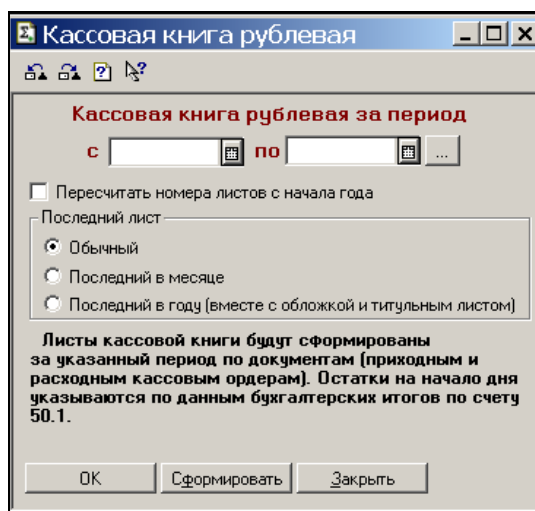 Кассовая книга рублевая
Кассовая книга рублевая за период
с по ...
Пересчитать номера листов с начала года
Последний лист
Обычный
Последний в месяце
Последний в году (вместе с обложкой и титульным листом)
Листы кассовой книги будут сформированы
за указанный период по документам (приходным и
расходным кассовым ордерам). Остатки на начало дня
указываются по данным бухгалтерских итогов по счету
50.1.
OK Сформировать Закрыть